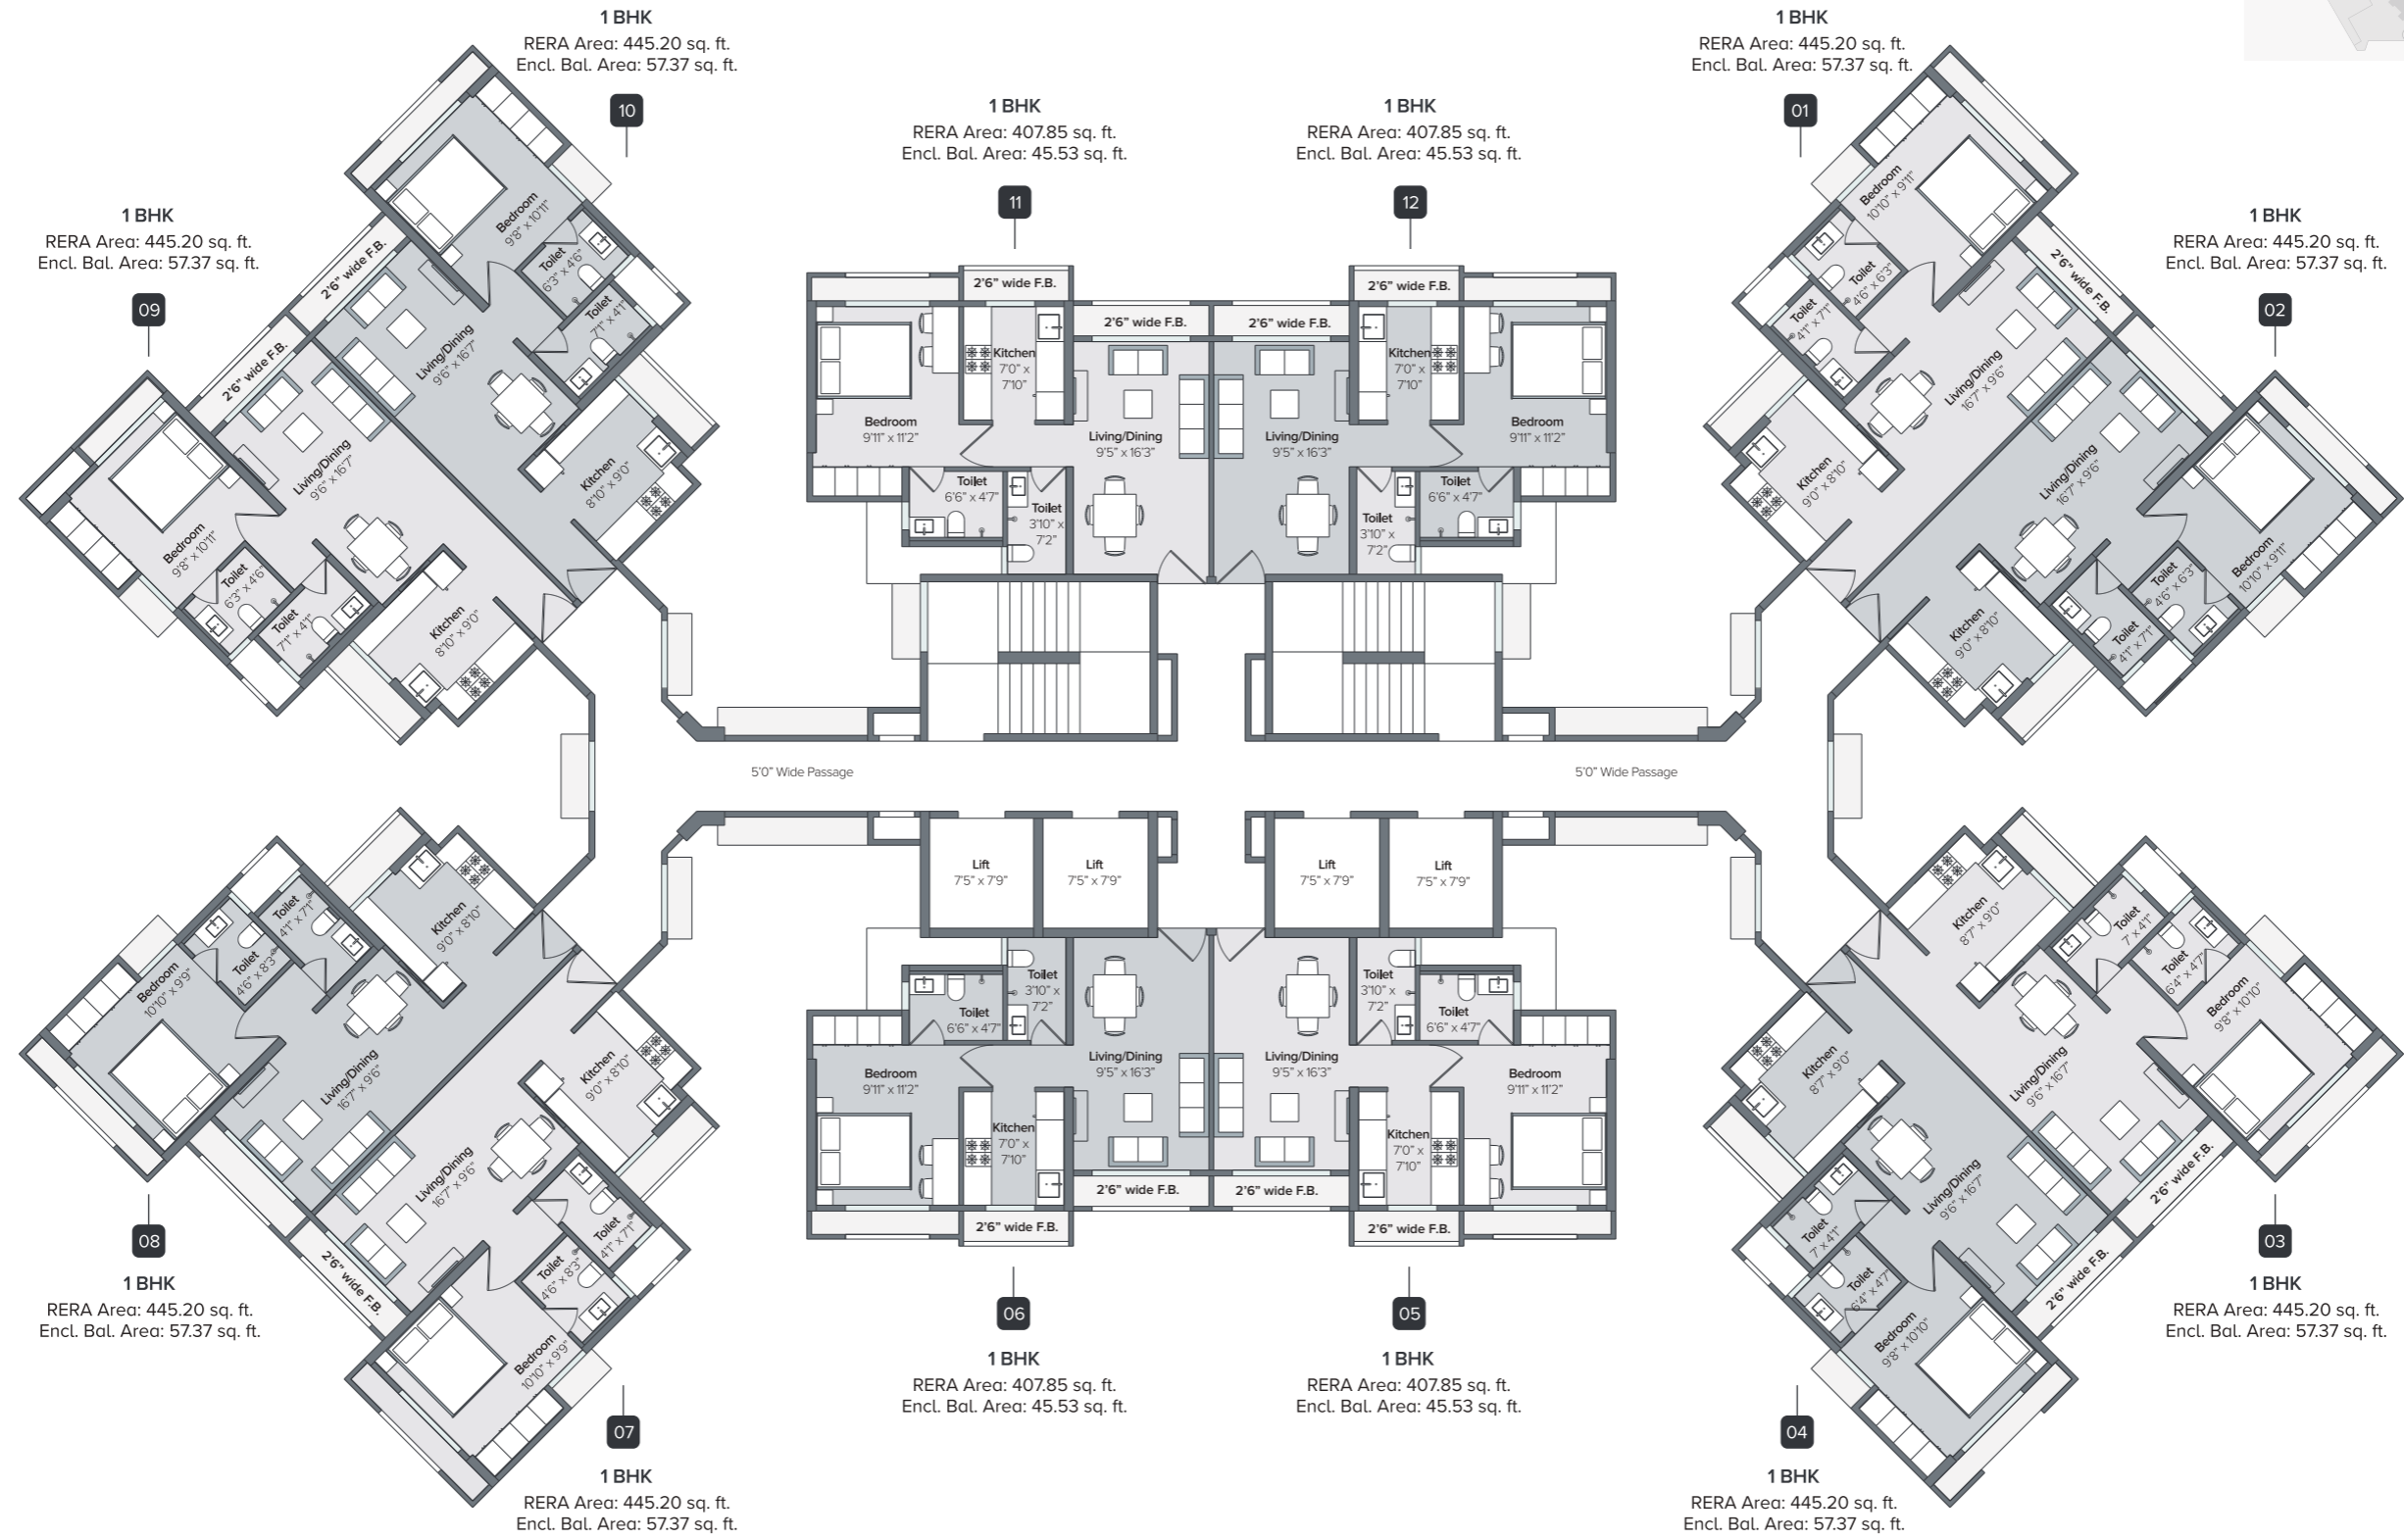 1 BHK
RERA Area: 445.20 sq. ft.
Encl. Bal. Area: 57.37 sq. ft.
10
1 BHK
RERA Area: 407.85 sq. ft.
Encl. Bal. Area: 45.53 sq. ft.
11
1 BHK
RERA Area: 407.85 sq. ft.
Encl. Bal. Area: 45.53 sq. ft.
12
1 BHK
RERA Area: 445.20 sq. ft.
Encl. Bal. Area: 57.37 sq. ft.
01
1 BHK
RERA Area: 445.20 sq. ft.
Encl. Bal. Area: 57.37 sq. ft.
09
1 BHK
RERA Area: 445.20 sq. ft.
Encl. Bal. Area: 57.37 sq. ft.
02
Bedroom
9'8" x 10'11"
Toilet
6'3" x 4'6"
Toilet
7'1" x 4'1"
2'6" wide F.B.
Living/Dining
9'6" x 16'7"
Kitchen
8'10" x 9'0"
2'6" wide F.B.
Living/Dining
9'6" x 16'7"
Bedroom
9'8" x 10'11"
Toilet
6'3" x 4'6"
Toilet
7'1" x 4'1"
Kitchen
8'10" x 9'0"
2'6" wide F.B.
2'6" wide F.B.
Kitchen
7'0" x
7'10"
Bedroom
9'11" x 11'2"
Living/Dining
9'5" x 16'3"
Toilet
6'6" x 4'7"
Toilet
3'10" x
7'2"
2'6" wide F.B.
2'6" wide F.B.
Kitchen
7'0" x
7'10"
Living/Dining
9'5" x 16'3"
Bedroom
9'11" x 11'2"
Toilet
3'10" x
7'2"
Toilet
6'6" x 4'7"
Bedroom
10'10" x 9'11"
Toilet
4'6" x 6'3"
Toilet
4'1" x 7'1"
2'6" wide F.B.
Living/Dining
16'7" x 9'6"
Kitchen
9'0" x 8'10"
Living/Dining
16'7" x 9'6"
Bedroom
10'10" x 9'11"
Toilet
4'6" x 6'3"
Toilet
4'1" x 7'1"
Kitchen
9'0" x 8'10"
5'0" Wide Passage
5'0" Wide Passage
Lift
7'5" x 7'9"
Lift
7'5" x 7'9"
Lift
7'5" x 7'9"
Lift
7'5" x 7'9"
Toilet
4'1" x 7'1"
Kitchen
9'0" x 8'10"
Toilet
4'6" x 8'3"
Bedroom
10'10" x 9'9"
Living/Dining
16'7" x 9'6"
Kitchen
9'0" x 8'10"
Living/Dining
16'7" x 9'6"
Toilet
4'1" x 7'1"
Toilet
4'6" x 8'3"
2'6" wide F.B.
Bedroom
10'10" x 9'9"
Toilet
3'10" x
7'2"
Toilet
6'6" x 4'7"
Bedroom
9'11" x 11'2"
Living/Dining
9'5" x 16'3"
Kitchen
7'0" x
7'10"
2'6" wide F.B.
2'6" wide F.B.
Toilet
3'10" x
7'2"
Toilet
6'6" x 4'7"
Living/Dining
9'5" x 16'3"
Bedroom
9'11" x 11'2"
Kitchen
7'0" x
7'10"
2'6" wide F.B.
2'6" wide F.B.
Kitchen
8'7" x 9'0"
Toilet
7' x 4'1"
Toilet
6'4" x 4'7"
Bedroom
9'8" x 10'10"
Living/Dining
9'6" x 16'7"
2'6" wide F.B.
Kitchen
8'7" x 9'0"
Living/Dining
9'6" x 16'7"
Toilet
7' x 4'1"
Toilet
6'4" x 4'7"
Bedroom
9'8" x 10'10"
2'6" wide F.B.
08
1 BHK
RERA Area: 445.20 sq. ft.
Encl. Bal. Area: 57.37 sq. ft.
03
1 BHK
RERA Area: 445.20 sq. ft.
Encl. Bal. Area: 57.37 sq. ft.
06
1 BHK
RERA Area: 407.85 sq. ft.
Encl. Bal. Area: 45.53 sq. ft.
05
1 BHK
RERA Area: 407.85 sq. ft.
Encl. Bal. Area: 45.53 sq. ft.
07
1 BHK
RERA Area: 445.20 sq. ft.
Encl. Bal. Area: 57.37 sq. ft.
04
1 BHK
RERA Area: 445.20 sq. ft.
Encl. Bal. Area: 57.37 sq. ft.